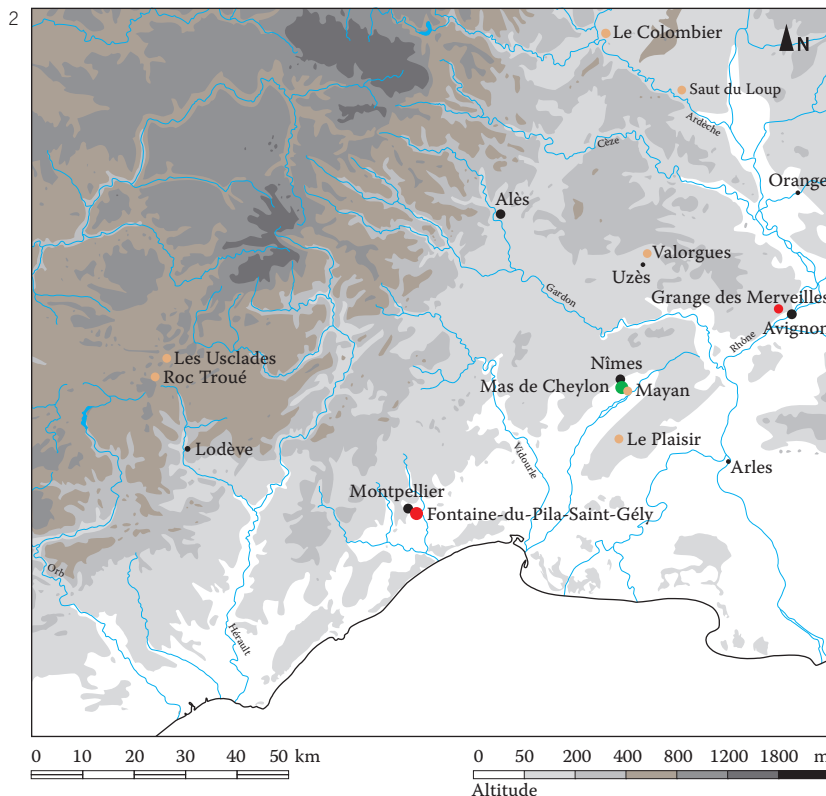 2
Le Colombier
N
Saut du Loup
Ardèche
Cèze
Orange
Alès
Valorgues
Uzès
Gardon
Grange des Merveilles
Avignon
Rhône
Les Usclades
Roc Troué
Nîmes
Mas de Cheylon
Mayan
Le Plaisir
Lodève
Vidourle
Arles
Montpellier
Fontaine-du-Pila-Saint-Gély
Orb
Hérault
0 10 20 30 40 50 km
0 50 200 400 800 1200 1800 m
Altitude